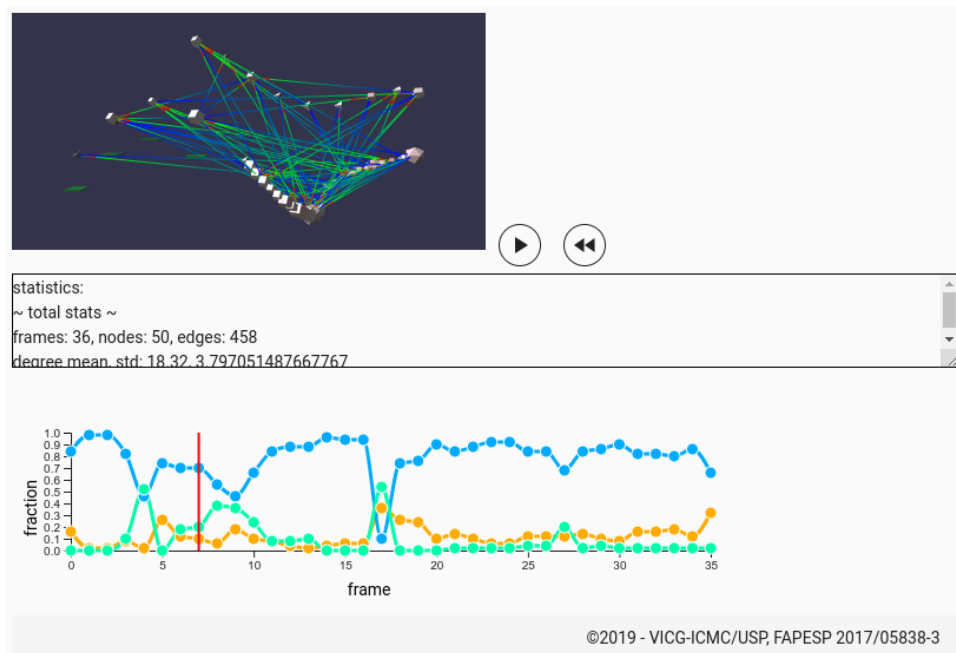 statistics:
~ total stats ~
frames: 36, nodes: 50, edges: 458
degree mean, std: 18.32, 3.797051487667767
1.0
0.9
0.8
0.7
0.6
0.5
0.4
0.3
0.2
0.1
0.0
fraction
0 5 10 15 20 25 30 35
frame
©2019 - VICG-ICMC/USP, FAPESP 2017/05838-3